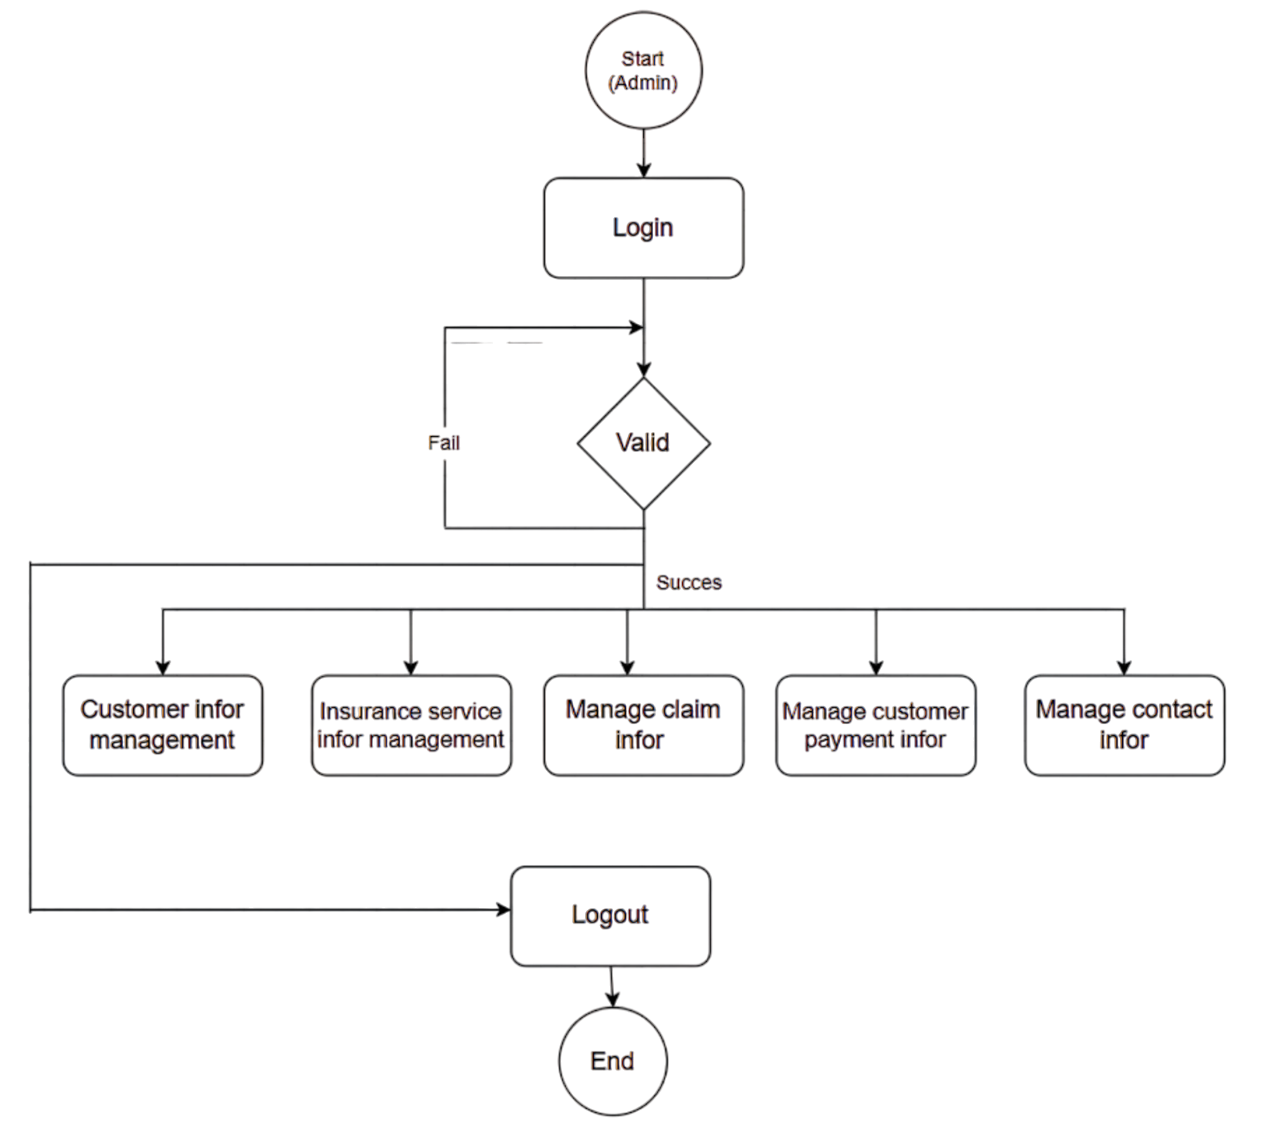 Start
(Admin)
Login
Fail
Valid
Succes
Customer infor
management
Insurance service
infor management
Manage claim
infor
Manage customer
payment infor
Manage contact
infor
Logout
End